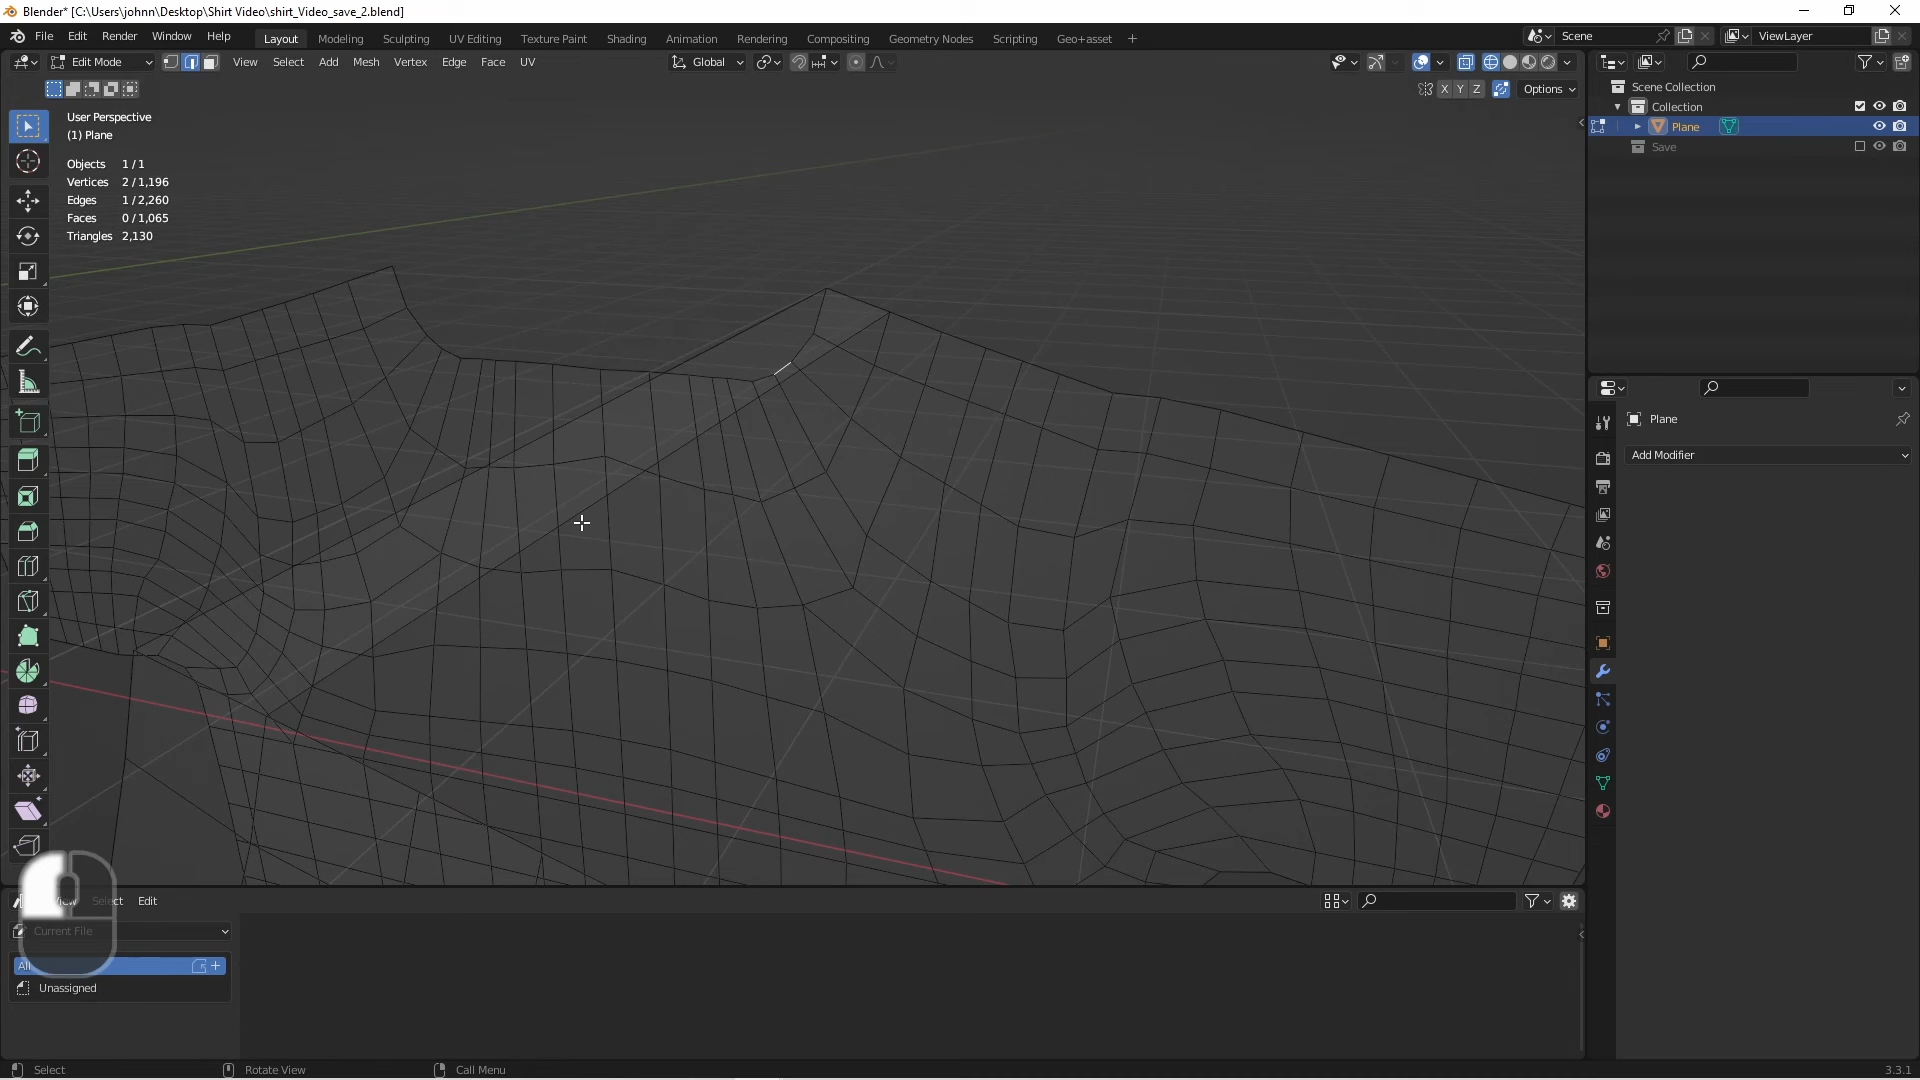 Blender* [C:\Users\johnn\Desktop\Shirt Video\shirt_Video_save_2.blend]
File Edit Render Window Help Layout Modeling Sculpting UV Editing Texture Paint Shading Animation Rendering Compositing Geometry Nodes Scripting Geo+asset + Scene ViewLayer
Edit Mode View Select Add Mesh Vertex Edge Face UV Global
X Y Z Options
User Perspective
(1) Plane
Objects 1/1
Vertices 2/1,196
Edges 1/2,260
Faces 0/1,065
Triangles 2,130
Scene Collection
Collection
Plane
Save
Plane
Add Modifier
View Select Edit
Current File
All
Unassigned
Select Rotate View Call Menu 3.3.1